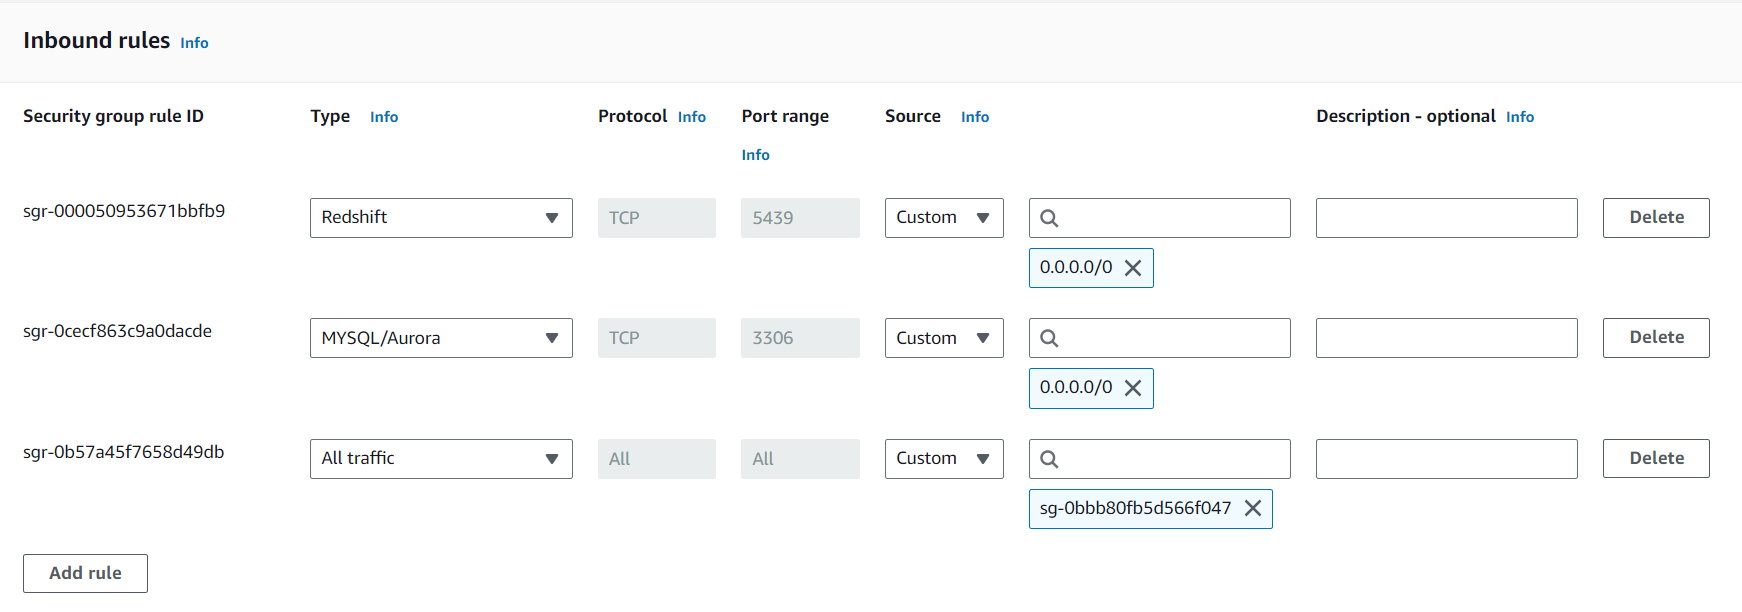 Inbound rules Info
Security group rule ID Type Info Protocol Info Port range Info Source Info Description - optional Info
sgr-000050953671bbfb9 Redshift TCP 5439 Custom Delete
0.0.0.0/0
sgr-0cecf863c9a0dacde MYSQL/Aurora TCP 3306 Custom Delete
0.0.0.0/0
sgr-0b57a45f7658d49db All traffic All All Custom Delete
sg-0bbb80fb5d566f047
Add rule